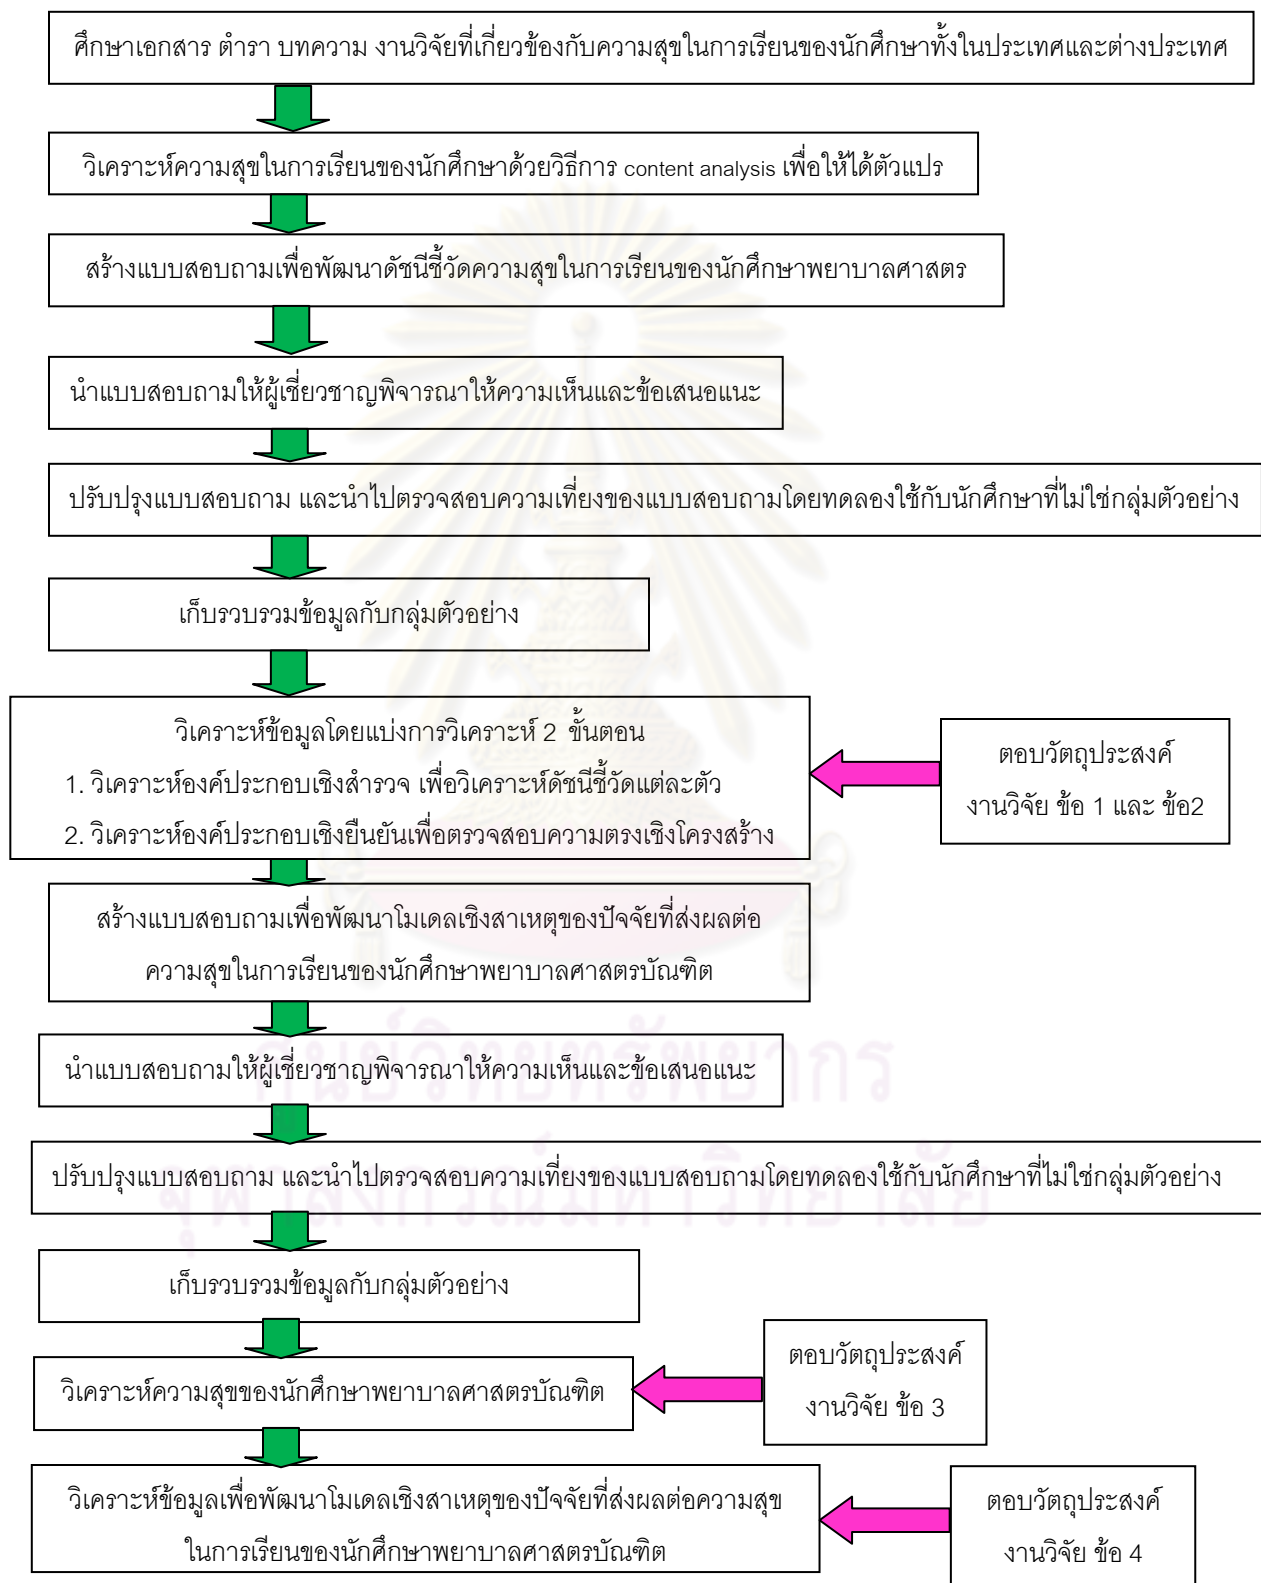 ศึกษาเอกสาร ตำรา บทความ งานวิจัยที่เกี่ยวข้องกับความสุขในการเรียนของนักศึกษาทั้งในประเทศและต่างประเทศ
วิเคราะห์ความสุขในการเรียนของนักศึกษาด้วยวิธีการ content analysis เพื่อให้ได้ตัวแปร
สร้างแบบสอบถามเพื่อพัฒนาดัชนีชี้วัดความสุขในการเรียนของนักศึกษาพยาบาลศาสตร
นำแบบสอบถามให้ผู้เชี่ยวชาญพิจารณาให้ความเห็นและข้อเสนอแนะ
ปรับปรุงแบบสอบถาม และนำไปตรวจสอบความเที่ยงของแบบสอบถามโดยทดลองใช้กับนักศึกษาที่ไม่ใช่กลุ่มตัวอย่าง
เก็บรวบรวมข้อมูลกับกลุ่มตัวอย่าง
วิเคราะห์ข้อมูลโดยแบ่งการวิเคราะห์ 2 ขั้นตอน
1. วิเคราะห์องค์ประกอบเชิงสำรวจ เพื่อวิเคราะห์ดัชนีชี้วัดแต่ละตัว
2. วิเคราะห์องค์ประกอบเชิงยืนยันเพื่อตรวจสอบความตรงเชิงโครงสร้าง
ตอบวัตถุประสงค์
งานวิจัย ข้อ 1 และ ข้อ2
สร้างแบบสอบถามเพื่อพัฒนาโมเดลเชิงสาเหตุของปัจจัยที่ส่งผลต่อ
ความสุขในการเรียนของนักศึกษาพยาบาลศาสตรบัณฑิต
ศูนย์วิทยทรัพยากร
นำแบบสอบถามให้ผู้เชี่ยวชาญพิจารณาให้ความเห็นและข้อเสนอแนะ
ปรับปรุงแบบสอบถาม และนำไปตรวจสอบความเที่ยงของแบบสอบถามโดยทดลองใช้กับนักศึกษาที่ไม่ใช่กลุ่มตัวอย่าง
จุฬาลงกรณ์มหาวิทยาลัย
เก็บรวบรวมข้อมูลกับกลุ่มตัวอย่าง
วิเคราะห์ความสุขของนักศึกษาพยาบาลศาสตรบัณฑิต
ตอบวัตถุประสงค์
งานวิจัย ข้อ 3
วิเคราะห์ข้อมูลเพื่อพัฒนาโมเดลเชิงสาเหตุของปัจจัยที่ส่งผลต่อความสุข
ในการเรียนของนักศึกษาพยาบาลศาสตรบัณฑิต
ตอบวัตถุประสงค์
งานวิจัย ข้อ 4